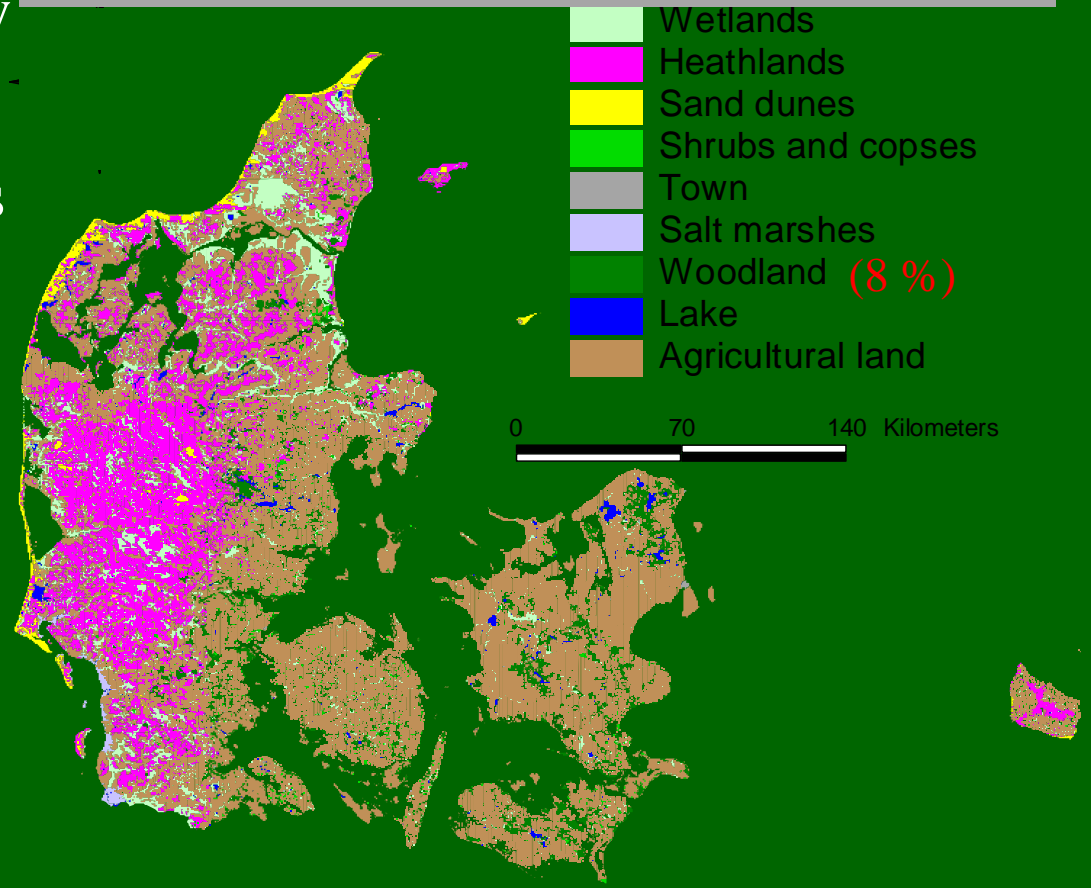 Wetlands
Heathlands
Sand dunes
Shrubs and copses
Town
Salt marshes
Woodland (8 %)
Lake
Agricultural land
0 70 140 Kilometers